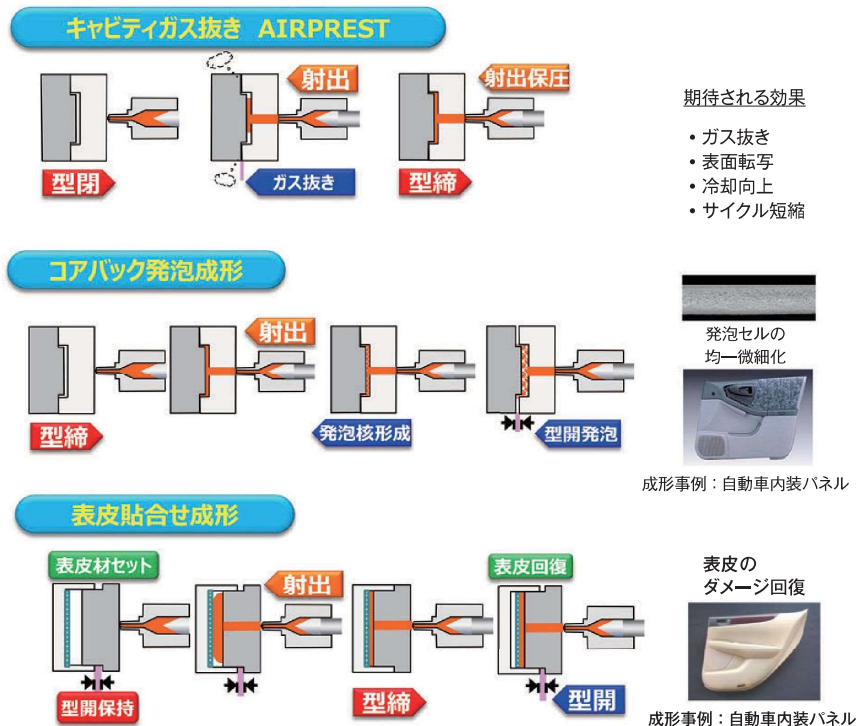 キャビティガス抜き AIRPREST
射出
射出保圧
型閉
ガス抜き
型締
期待される効果
・ガス抜き
・表面転写
・冷却向上
・サイクル短縮
コアバック発泡成形
射出
型締
発泡核形成
型開発泡
発泡セルの
均一微細化
成形事例：自動車内装パネル
表皮貼合せ成形
表皮材セット
射出
表皮回復
型開保持
型締
型開
表皮の
ダメージ回復
成形事例：自動車内装パネル